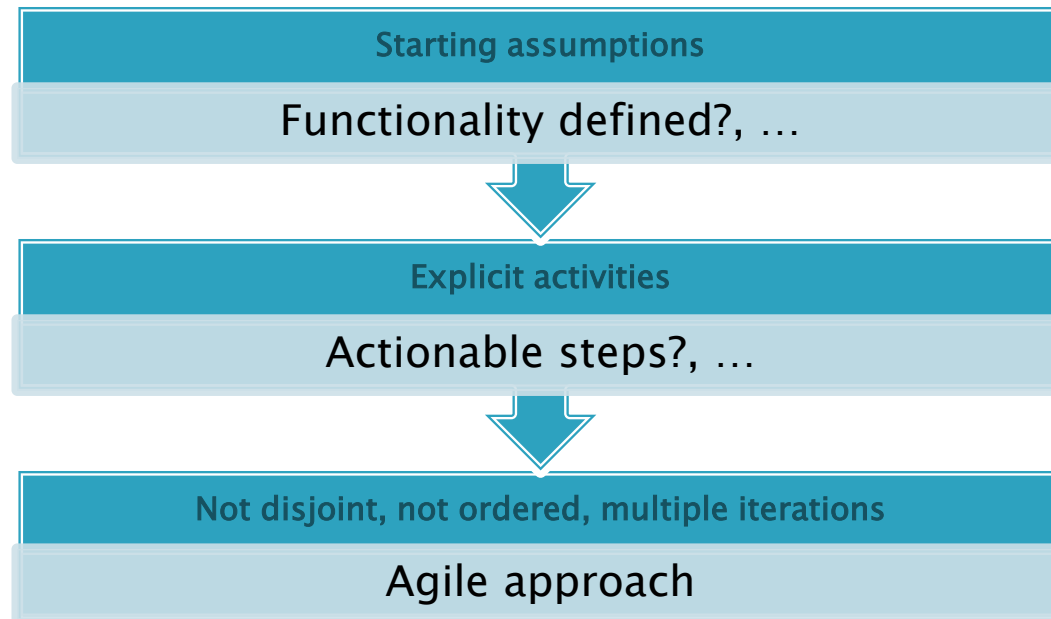 Starting assumptions
Functionality defined?, …
Explicit activities
Actionable steps?, …
Not disjoint, not ordered, multiple iterations
Agile approach